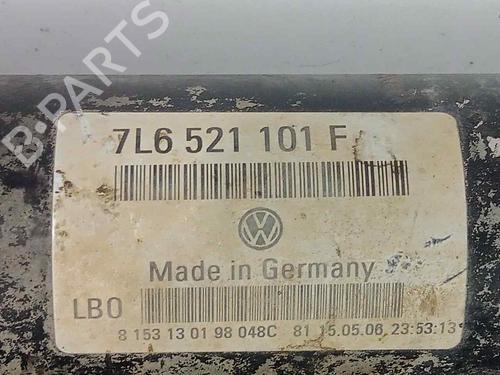 B-PARTS
7L6 521 101 F
Made in Germany
LBO
8 153 13 01 98 048C 81 15.05.06 23:53:13